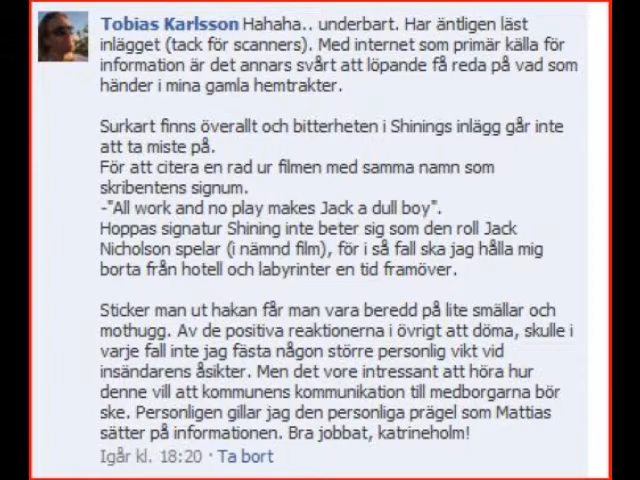 Tobias Karlsson Hahaha.. underbart. Har äntligen läst
inlägget (tack för scanners). Med internet som primär källa för
information är det annars svårt att löpande få reda på vad som
händer i mina gamla hemtrakter.
Surkart finns överallt och bitterheten i Shinings inlägg går inte
att ta miste på.
För att citera en rad ur filmen med samma namn som
skribentens signum.
-"All work and no play makes Jack a dull boy".
Hoppas signatur Shining inte beter sig som den roll Jack
Nicholson spelar (i nämnd film), för i så fall ska jag hålla mig
borta från hotell och labyrinter en tid framöver.
Sticker man ut hakan får man vara beredd på lite smällar och
mothugg. Av de positiva reaktionerna i övrigt att döma, skulle i
varje fall inte jag fästa någon större personlig vikt vid
insändarens åsikter. Men det vore intressant att höra hur
denne vill att kommunens kommunikation till medborgarna bör
ske. Personligen gillar jag den personliga prägel som Mattias
sätter på informationen. Bra jobbat, katrineholm!
Igår kl. 18:20 · Ta bort